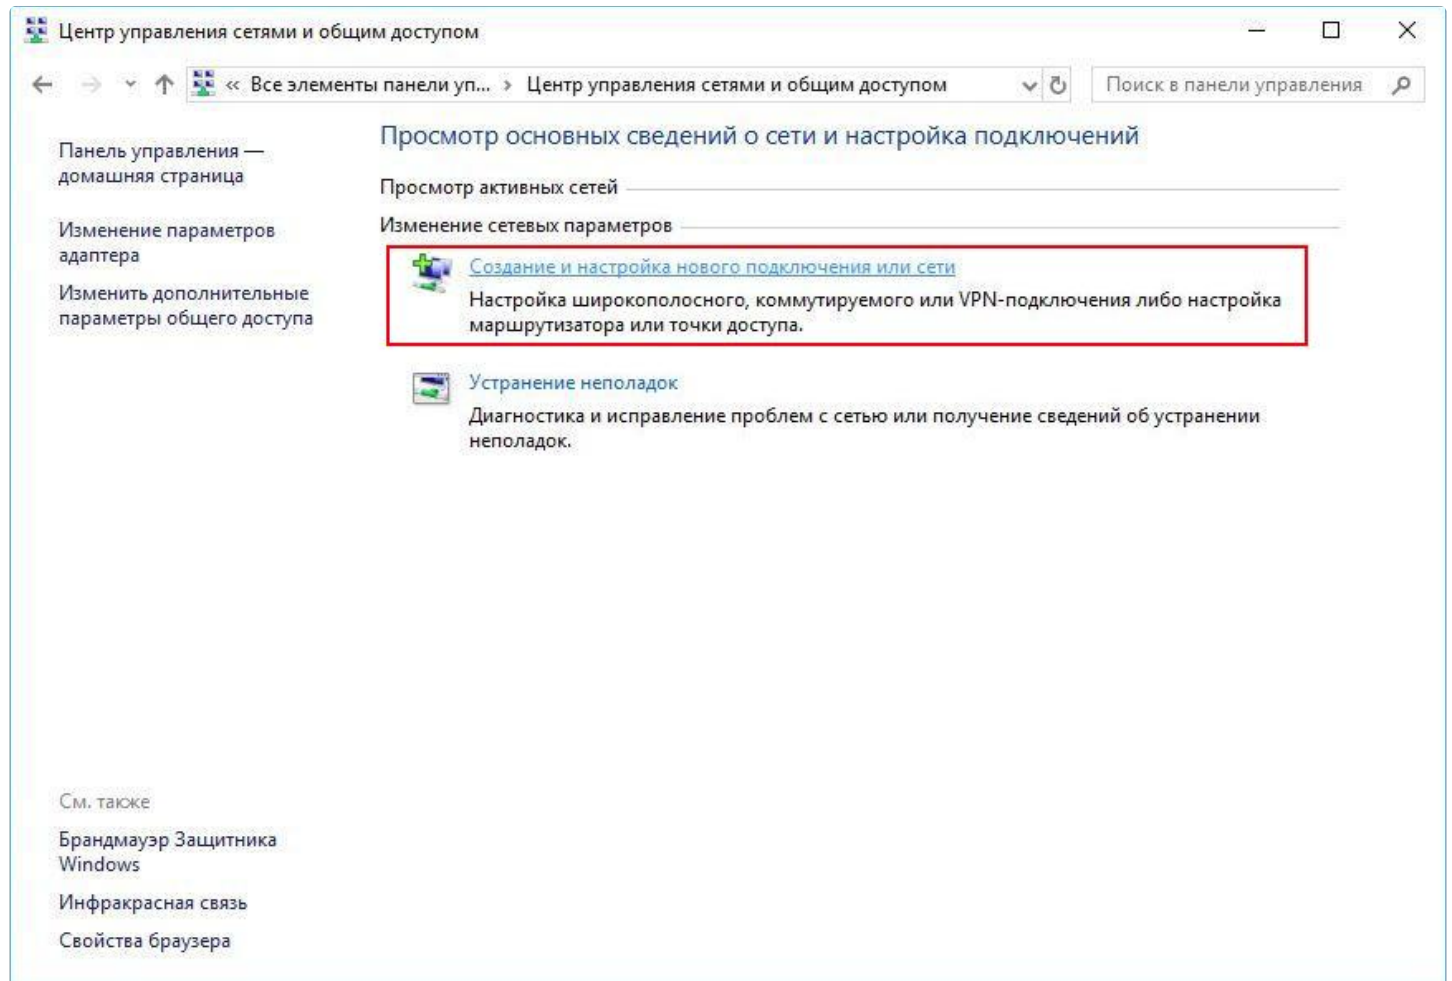 Центр управления сетями и общим доступом
« Все элементы панели уп... › Центр управления сетями и общим доступом
Поиск в панели управления
Панель управления —
домашняя страница
Изменение параметров
адаптера
Изменить дополнительные
параметры общего доступа
Просмотр основных сведений о сети и настройка подключений
Просмотр активных сетей
Изменение сетевых параметров
Создание и настройка нового подключения или сети
Настройка широкополосного, коммутируемого или VPN-подключения либо настройка
маршрутизатора или точки доступа.
Устранение неполадок
Диагностика и исправление проблем с сетью или получение сведений об устранении
неполадок.
См. также
Брандмауэр Защитника
Windows
Инфракрасная связь
Свойства браузера